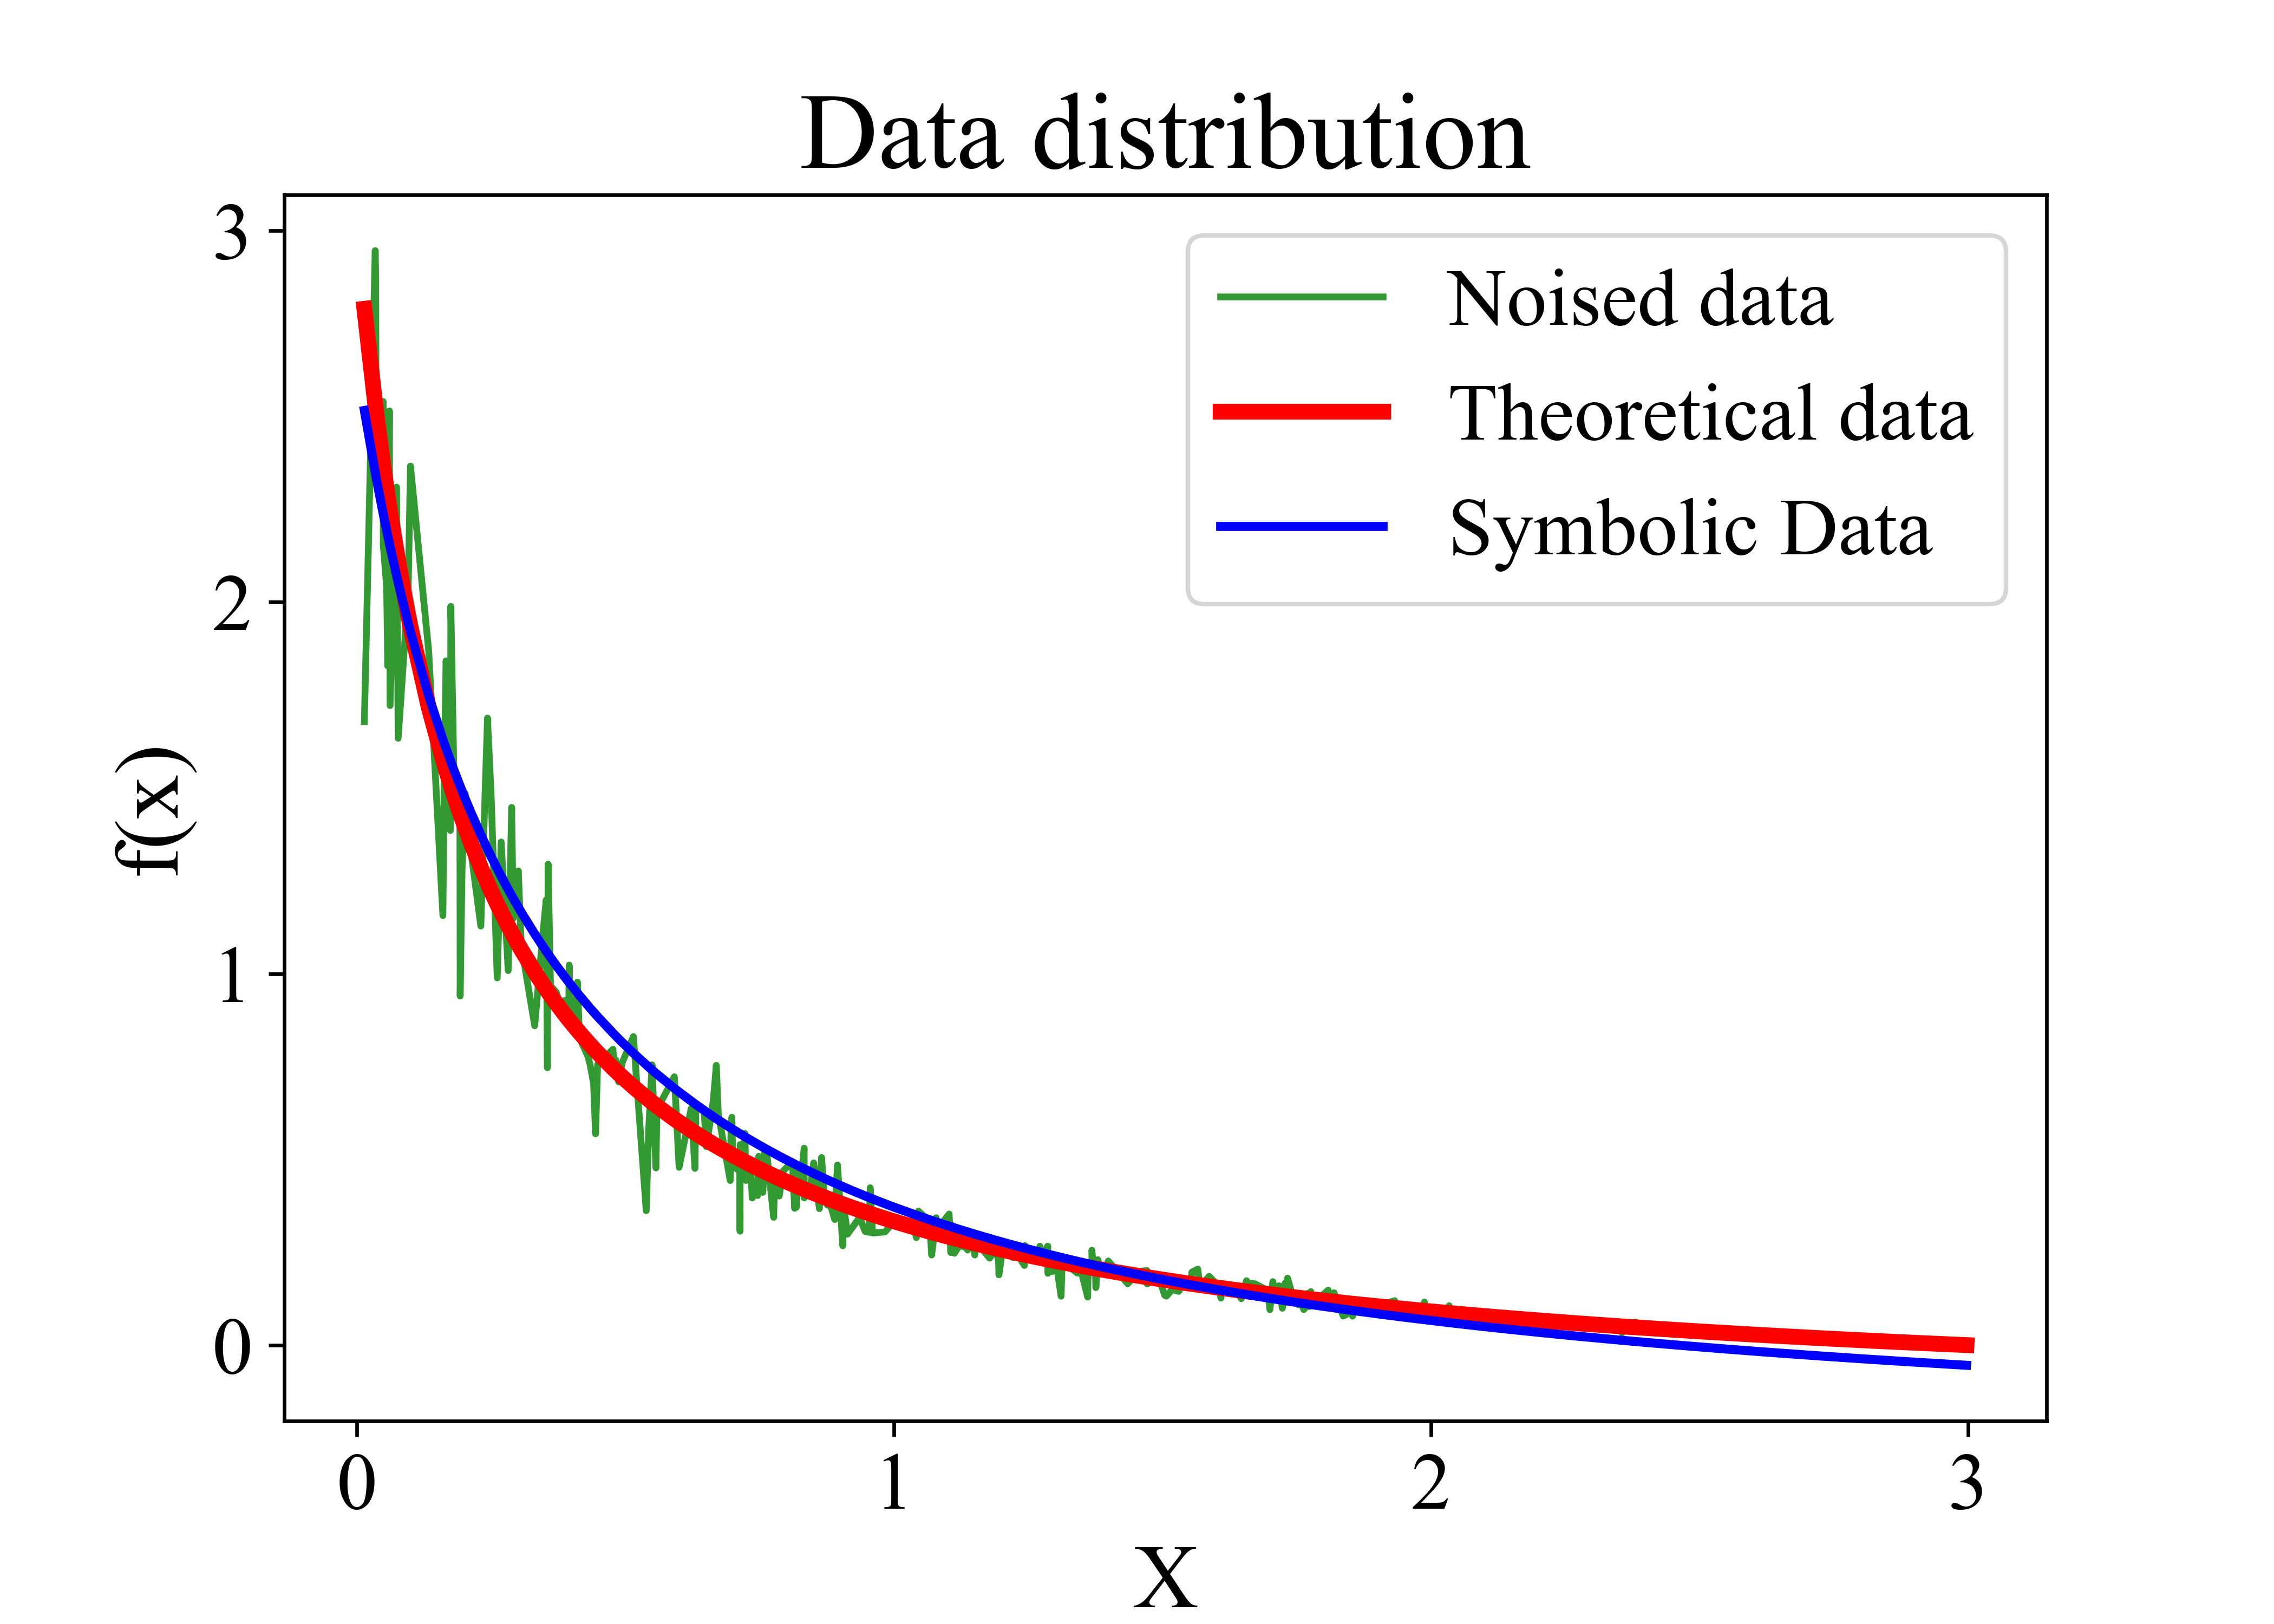 Data distribution
3
2
1
0
f(x)
Noised data
Theoretical data
Symbolic Data
0 1 2 3
X